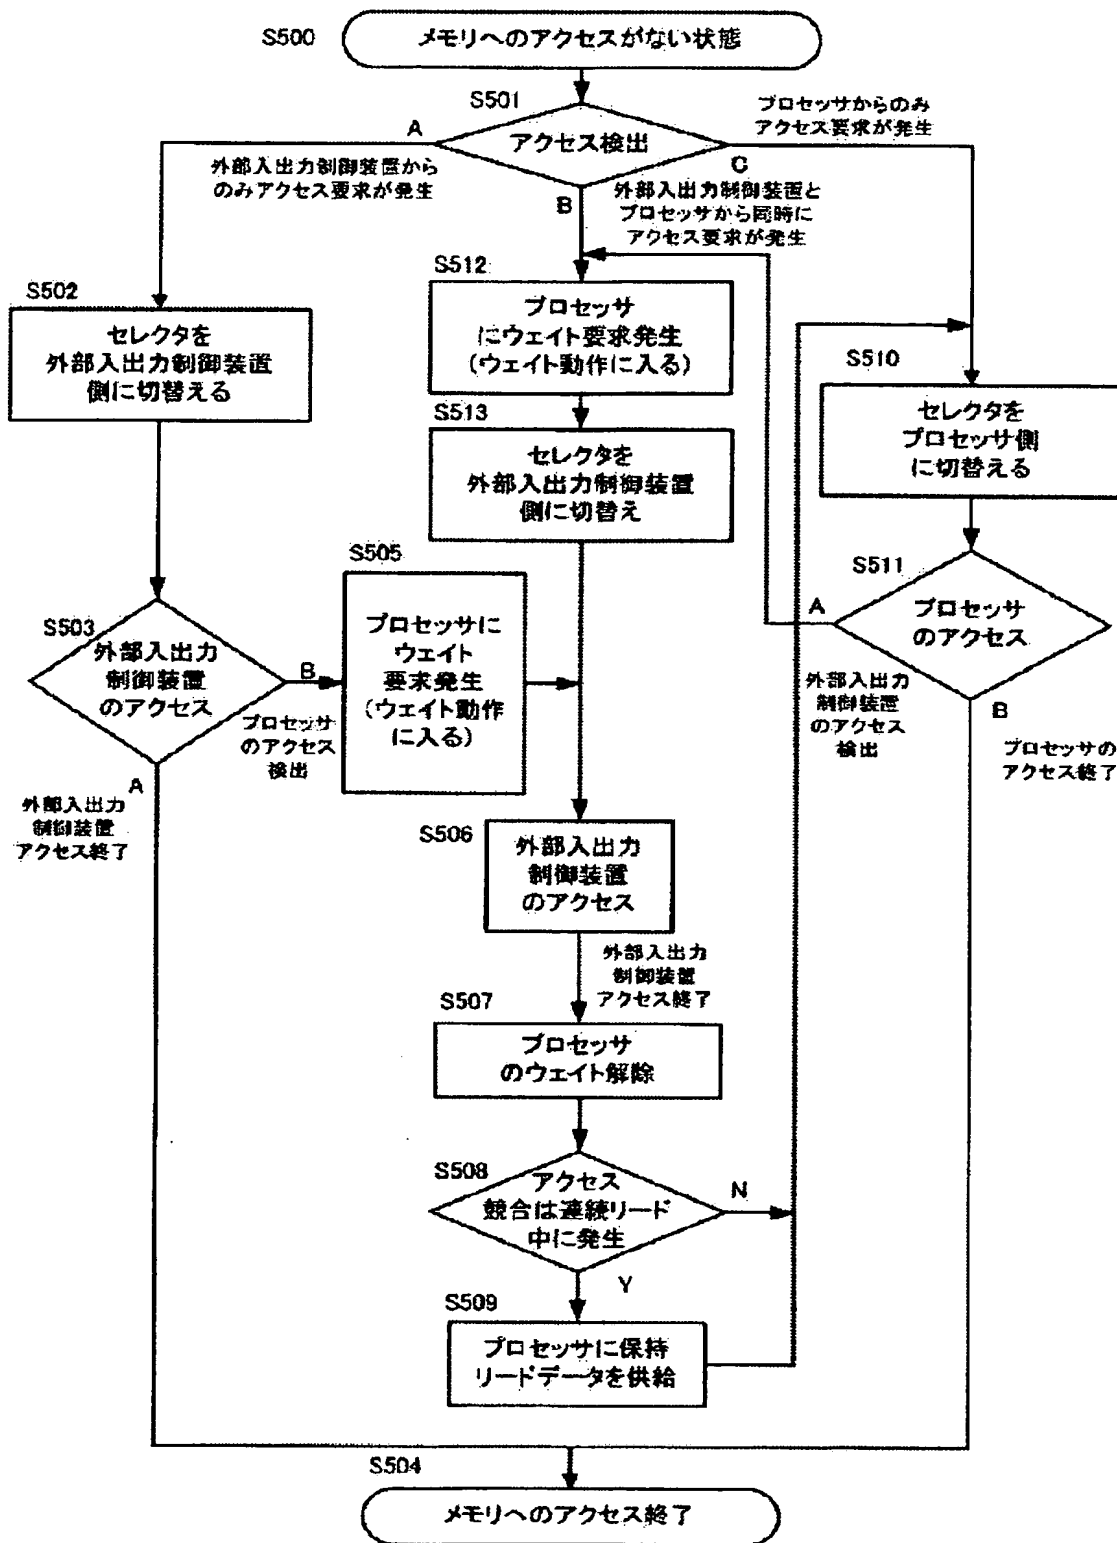 S500
メモリへのアクセスがない状態
S501
アクセス検出
A
外部入出力制御装置から
のみアクセス要求が発生
B
外部入出力制御装置と
プロセッサから同時に
アクセス要求が発生
C
プロセッサからのみ
アクセス要求が発生
S502
セレクタを
外部入出力制御装置
側に切替える
S512
プロセッサ
にウェイト要求発生
(ウェイト動作に入る)
S513
セレクタを
外部入出力制御装置
側に切替え
S510
セレクタを
プロセッサ側
に切替える
S511
プロセッサ
のアクセス
A
外部入出力
制御装置
のアクセス
検出
B
プロセッサの
アクセス終了
S503
外部入出力
制御装置
のアクセス
B
プロセッサ
のアクセス
検出
A
外部入出力
制御装置
アクセス終了
S505
プロセッサに
ウェイト
要求発生
(ウェイト動作
に入る)
S506
外部入出力
制御装置
のアクセス
外部入出力
制御装置
アクセス終了
S507
プロセッサ
のウェイト解除
S508
アクセス
競合は連続リード
中に発生
N
Y
S509
プロセッサに保持
リードデータを供給
S504
メモリへのアクセス終了